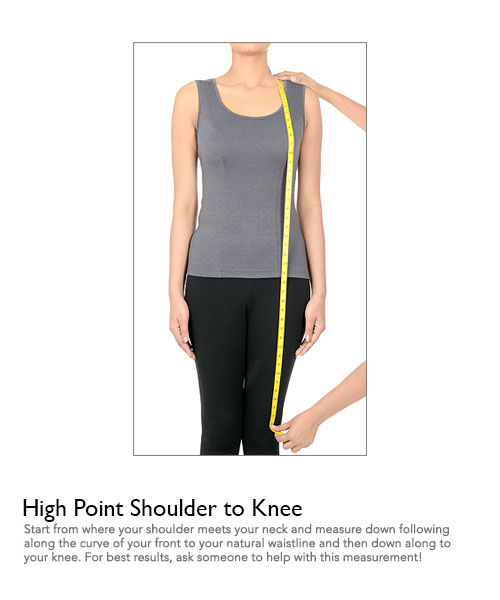 High Point Shoulder to Knee
Start from where your shoulder meets your neck and measure down following
along the curve of your front to your natural waistline and then down along to
your knee. For best results, ask someone to help with this measurement!